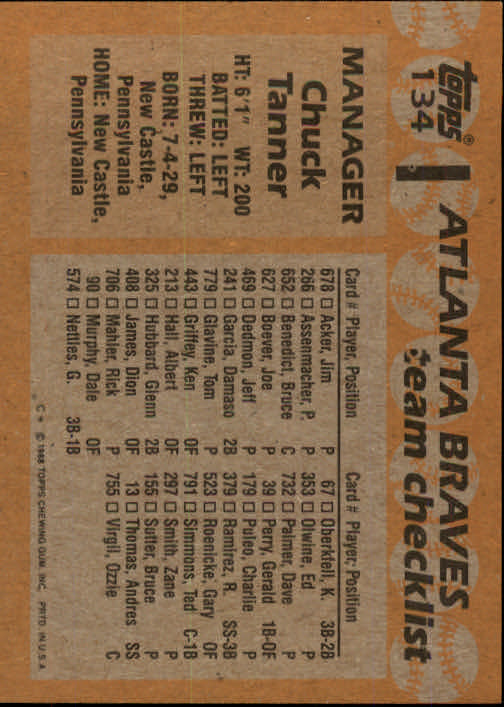 topps®
134
ATLANTA BRAVES
team checklist
MANAGER
Chuck
Tanner
HT: 6'1" WT: 200
BATTED: LEFT
THREW: LEFT
BORN: 7-4-29,
New Castle,
Pennsylvania
HOME: New Castle,
Pennsylvania
Card # Player, Position
678 □ Acker, Jim P
266 □ Assenmacher, P. P
652 □ Benedict, Bruce C
627 □ Boever, Joe P
469 □ Dedmon, Jeff P
241 □ Garcia, Damaso 2B
779 □ Glavine, Tom P
443 □ Griffey, Ken OF
213 □ Hall, Albert OF
325 □ Hubbard, Glenn 2B
408 □ James, Dion OF
706 □ Mahler, Rick P
90 □ Murphy, Dale OF
574 □ Nettles, G. 3B-1B
Card # Player, Position
67 □ Oberkfell, K. 3B-2B
353 □ Olwine, Ed P
732 □ Palmer, Dave P
39 □ Perry, Gerald 1B-OF
179 □ Puleo, Charlie P
379 □ Ramirez, R. SS-3B
523 □ Roenicke, Gary OF
791 □ Simmons, Ted C-1B
297 □ Smith, Zane P
155 □ Sutter, Bruce P
13 □ Thomas, Andres SS
755 □ Virgil, Ozzie C
C * © 1988 TOPPS CHEWING GUM, INC. PRTD. IN U.S.A.